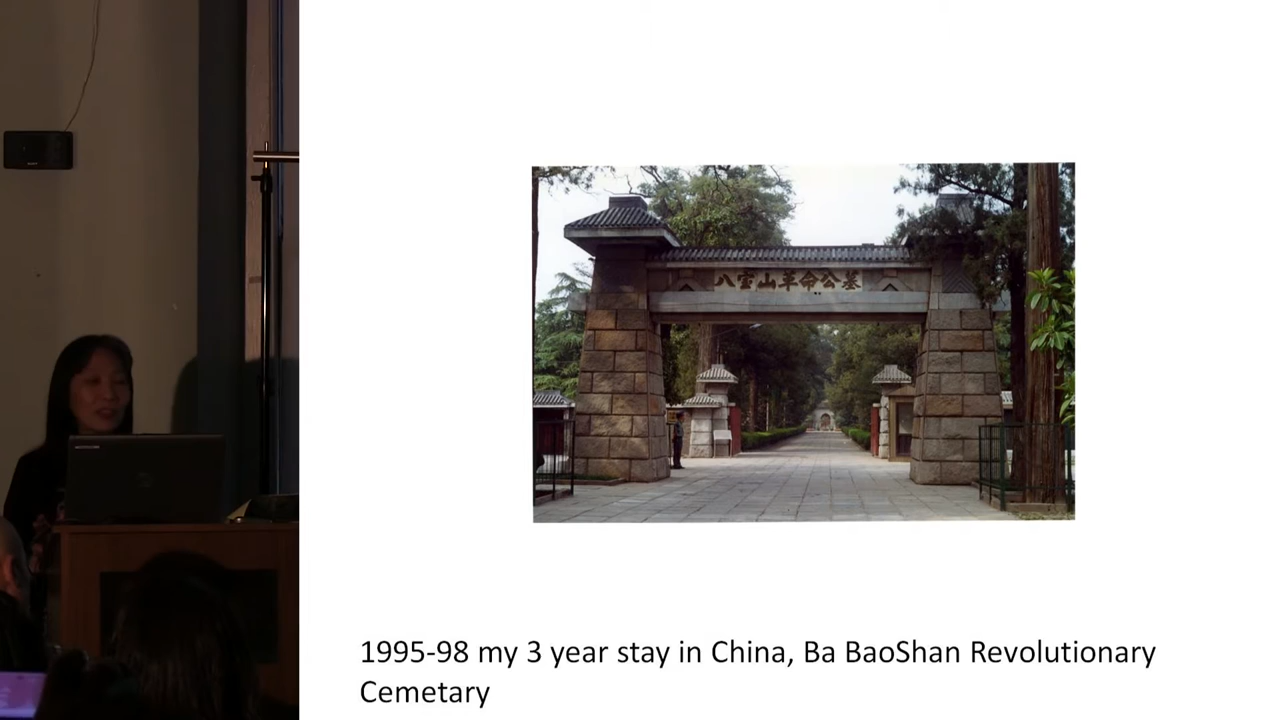 八宝山革命公墓
1995-98 my 3 year stay in China, Ba BaoShan Revolutionary
Cemetary